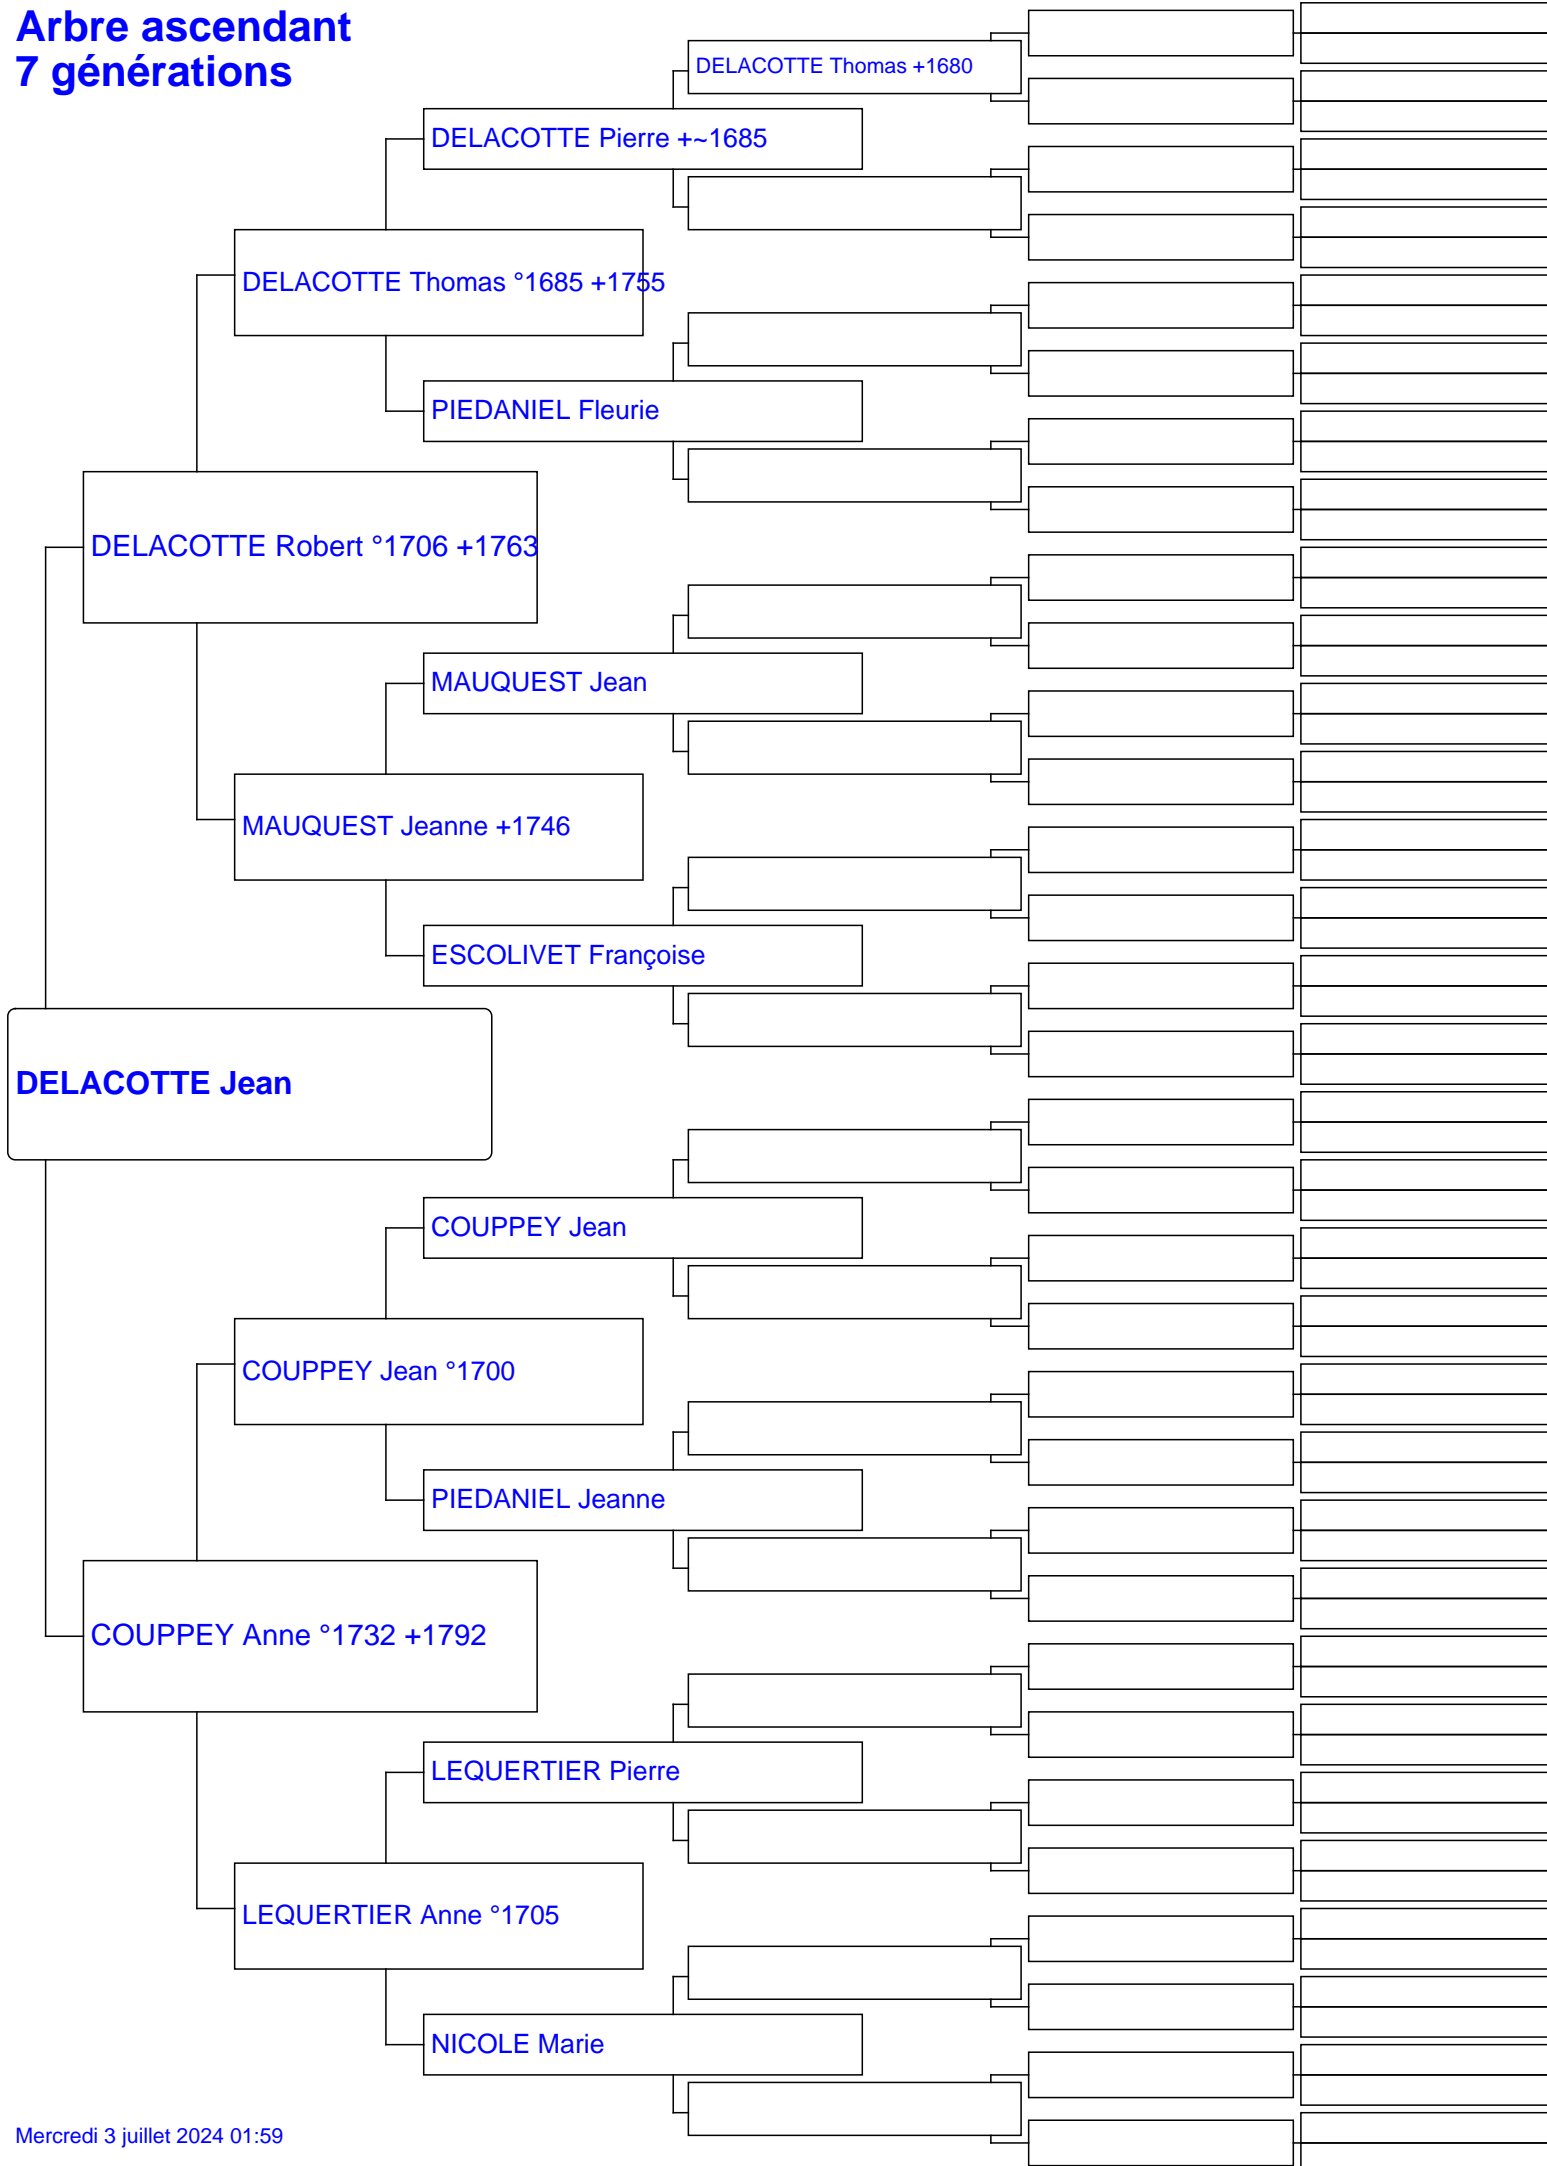 Arbre ascendant
7 générations
DELACOTTE Thomas +1680
DELACOTTE Pierre +~1685
DELACOTTE Thomas °1685 +1755
PIEDANIEL Fleurie
DELACOTTE Robert °1706 +1763
MAUQUEST Jean
MAUQUEST Jeanne +1746
ESCOLIVET Françoise
DELACOTTE Jean
COUPPEY Jean
COUPPEY Jean °1700
PIEDANIEL Jeanne
COUPPEY Anne °1732 +1792
LEQUERTIER Pierre
LEQUERTIER Anne °1705
NICOLE Marie
Mercredi 3 juillet 2024 01:59